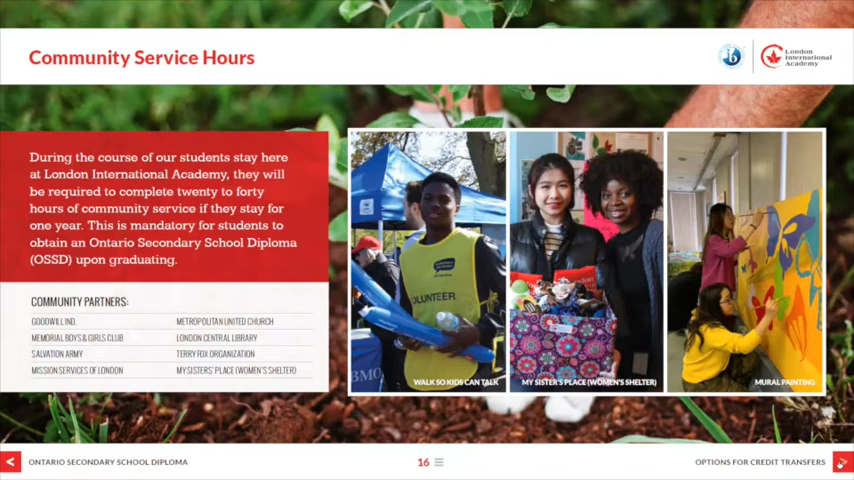 Community Service Hours
London
International
Academy
During the course of our students stay here
at London International Academy, they will
be required to complete twenty to forty
hours of community service if they stay for
one year. This is mandatory for students to
obtain an Ontario Secondary School Diploma
(OSSD) upon graduating.
COMMUNITY PARTNERS:
GOODWILL IND.
METROPOLITAN UNITED CHURCH
MEMORIAL BOYS & GIRLS CLUB
LONDON CENTRAL LIBRARY
SALVATION ARMY
TERRY FOX ORGANIZATION
MISSION SERVICES OF LONDON
MY SISTERS' PLACE (WOMEN'S SHELTER)
VOLUNTEER
BMO
WALK SO KIDS CAN TALK
MY SISTER'S PLACE (WOMEN'S SHELTER)
MURAL PAINTING
< ONTARIO SECONDARY SCHOOL DIPLOMA
16
OPTIONS FOR CREDIT TRANSFERS